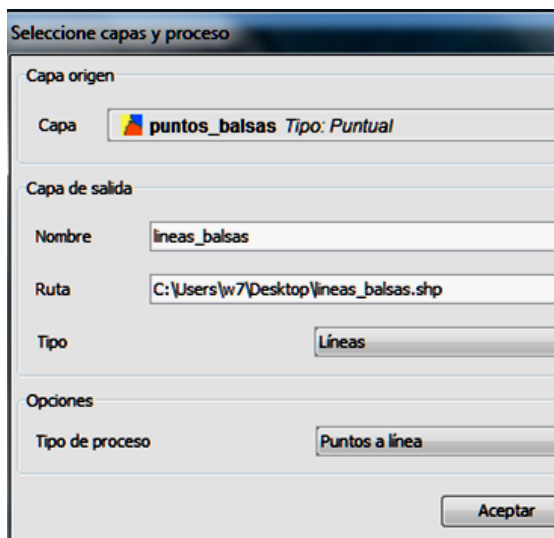 Seleccione capas y proceso
Capa origen
Capa puntos_balsas Tipo: Puntual
Capa de salida
Nombre lineas_balsas
Ruta C:\Users\w7\Desktop\lineas_balsas.shp
Tipo Líneas
Opciones
Tipo de proceso Puntos a línea
Aceptar